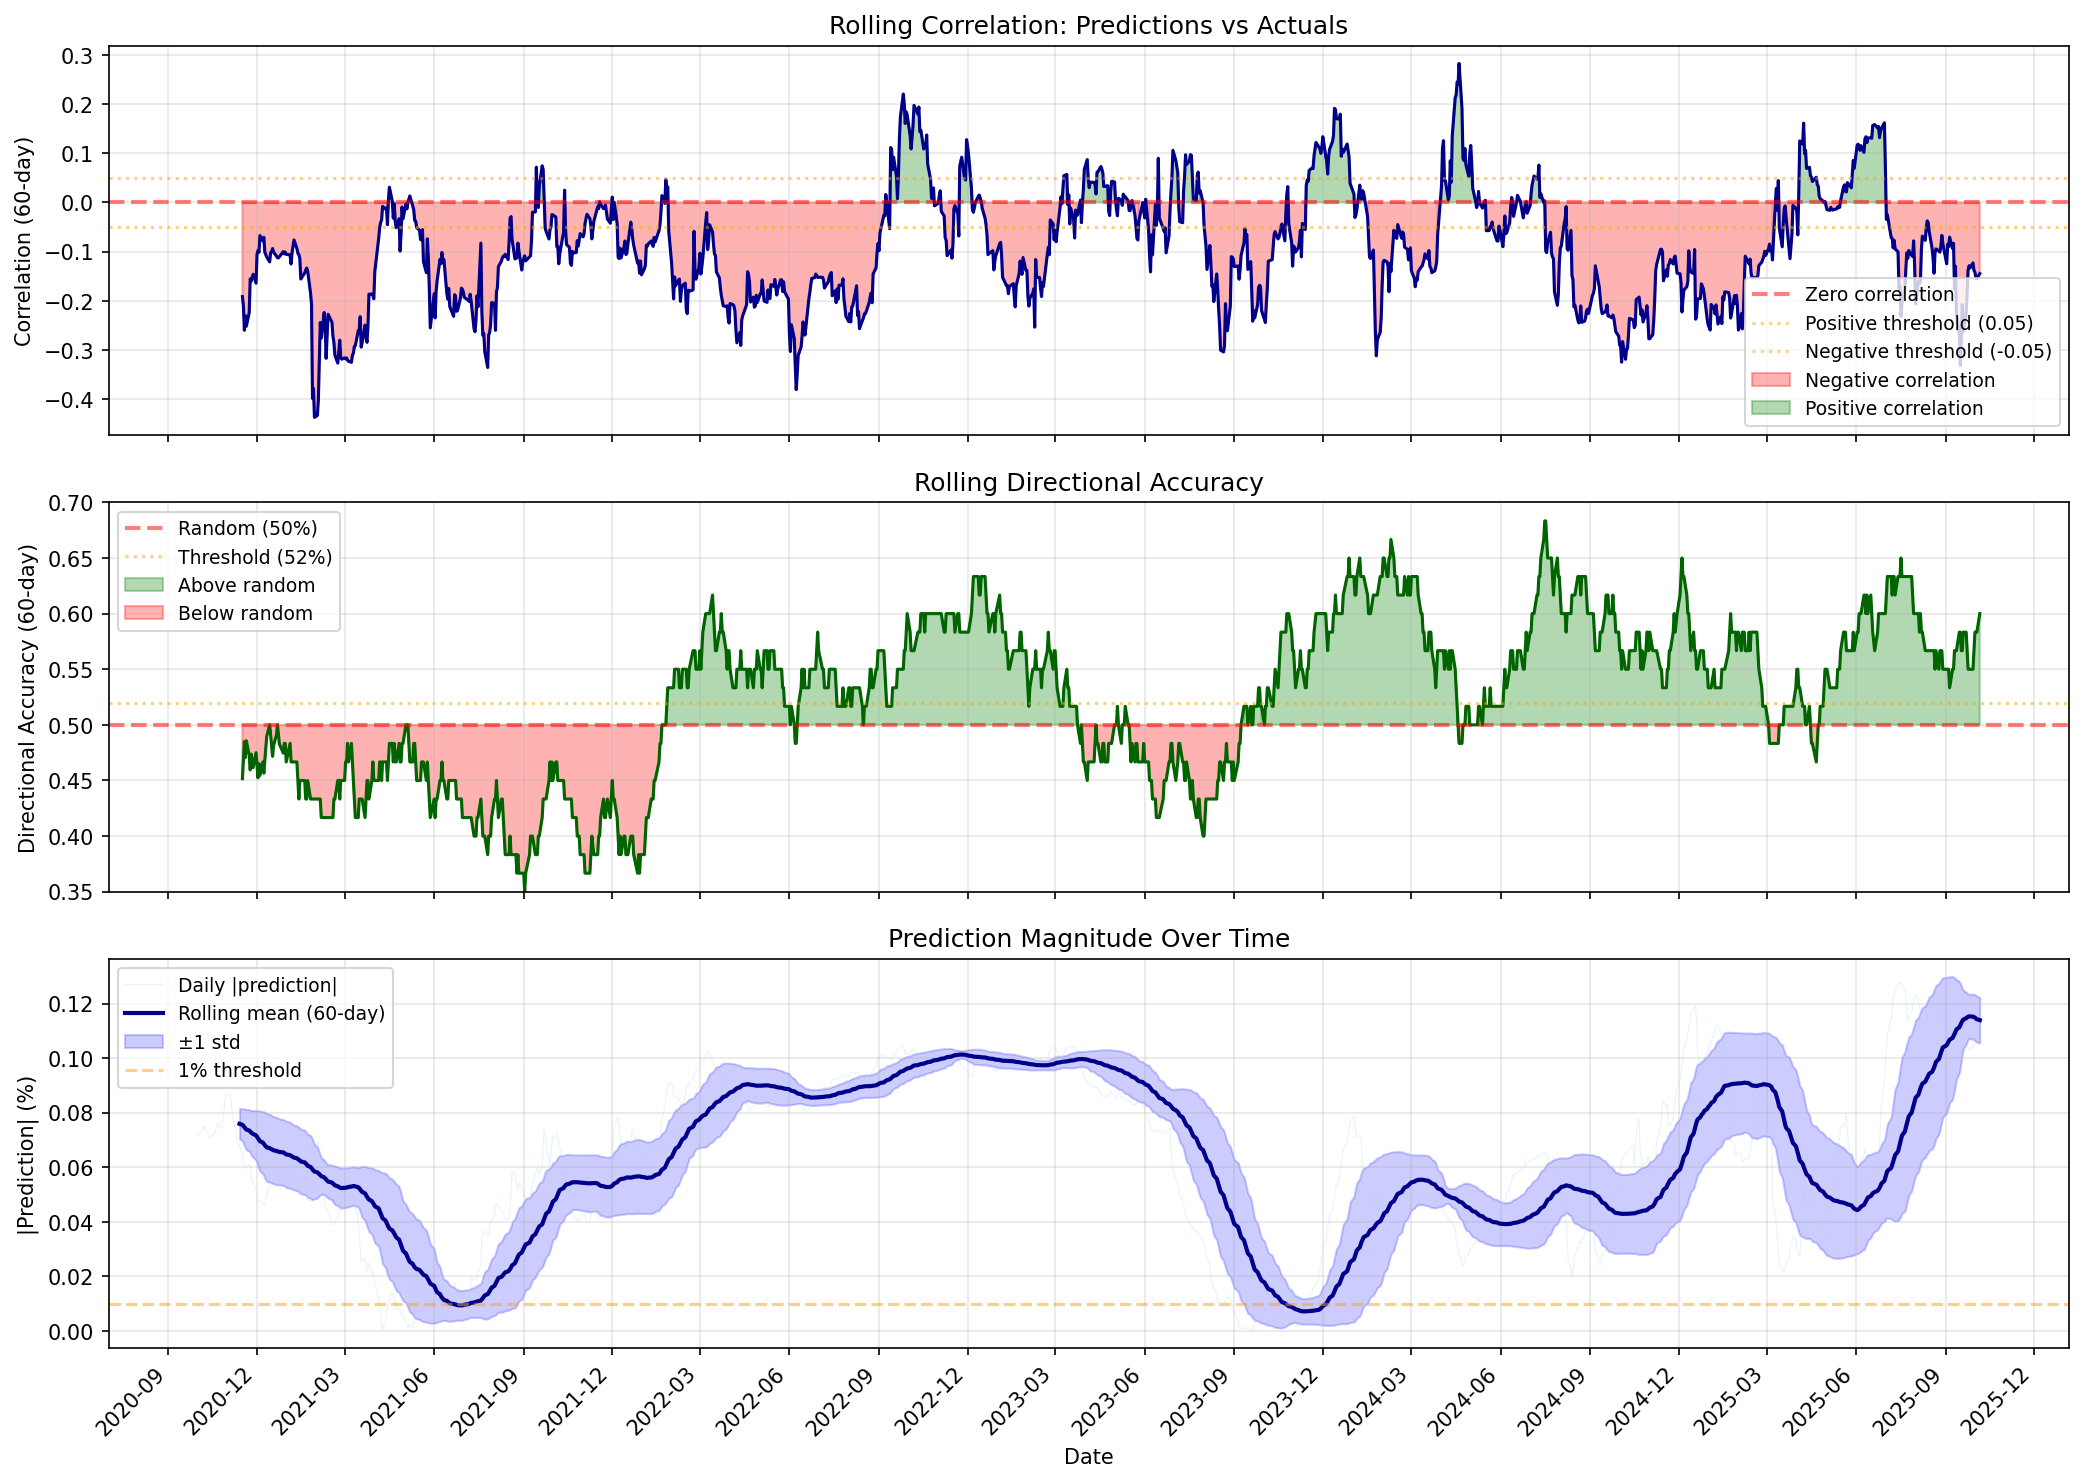 Rolling Correlation: Predictions vs Actuals
Correlation (60-day)
0.3
0.2
0.1
0.0
−0.1
−0.2
−0.3
−0.4
Zero correlation
Positive threshold (0.05)
Negative threshold (-0.05)
Negative correlation
Positive correlation
Rolling Directional Accuracy
Directional Accuracy (60-day)
0.70
0.65
0.60
0.55
0.50
0.45
0.40
0.35
Random (50%)
Threshold (52%)
Above random
Below random
Prediction Magnitude Over Time
|Prediction| (%)
0.12
0.10
0.08
0.06
0.04
0.02
0.00
Daily |prediction|
Rolling mean (60-day)
±1 std
1% threshold
2020-09
2020-12
2021-03
2021-06
2021-09
2021-12
2022-03
2022-06
2022-09
2022-12
2023-03
2023-06
2023-09
2023-12
2024-03
2024-06
2024-09
2024-12
2025-03
2025-06
2025-09
2025-12
Date